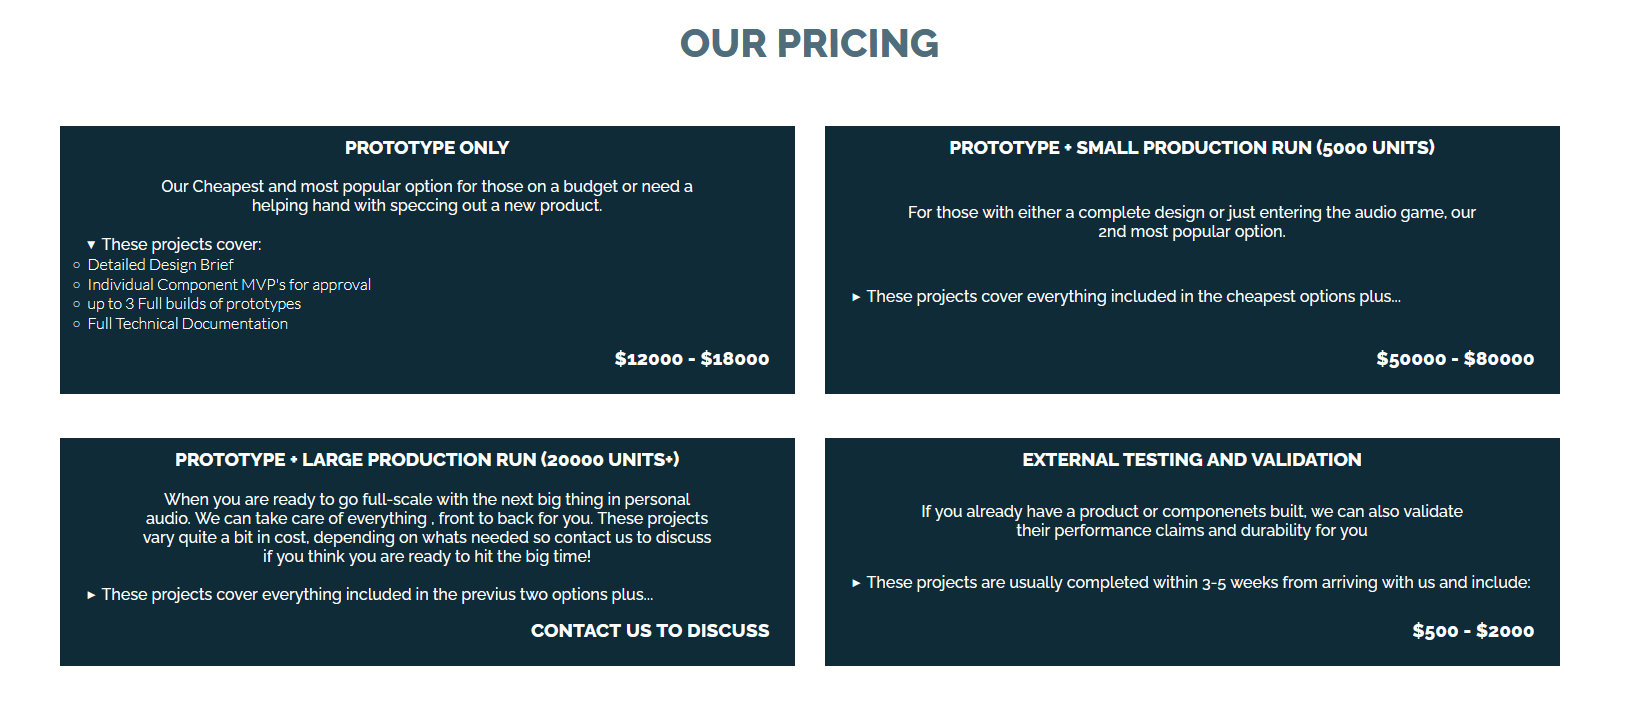 OUR PRICING
PROTOTYPE ONLY
Our Cheapest and most popular option for those on a budget or need a
helping hand with speccing out a new product.
▼ These projects cover:
○ Detailed Design Brief
○ Individual Component MVP's for approval
○ up to 3 Full builds of prototypes
○ Full Technical Documentation
$12000 - $18000
PROTOTYPE + SMALL PRODUCTION RUN (5000 UNITS)
For those with either a complete design or just entering the audio game, our
2nd most popular option.
► These projects cover everything included in the cheapest options plus...
$50000 - $80000
PROTOTYPE + LARGE PRODUCTION RUN (20000 UNITS+)
When you are ready to go full-scale with the next big thing in personal
audio. We can take care of everything , front to back for you. These projects
vary quite a bit in cost, depending on whats needed so contact us to discuss
if you think you are ready to hit the big time!
► These projects cover everything included in the previus two options plus...
CONTACT US TO DISCUSS
EXTERNAL TESTING AND VALIDATION
If you already have a product or componenets built, we can also validate
their performance claims and durability for you
► These projects are usually completed within 3-5 weeks from arriving with us and include:
$500 - $2000